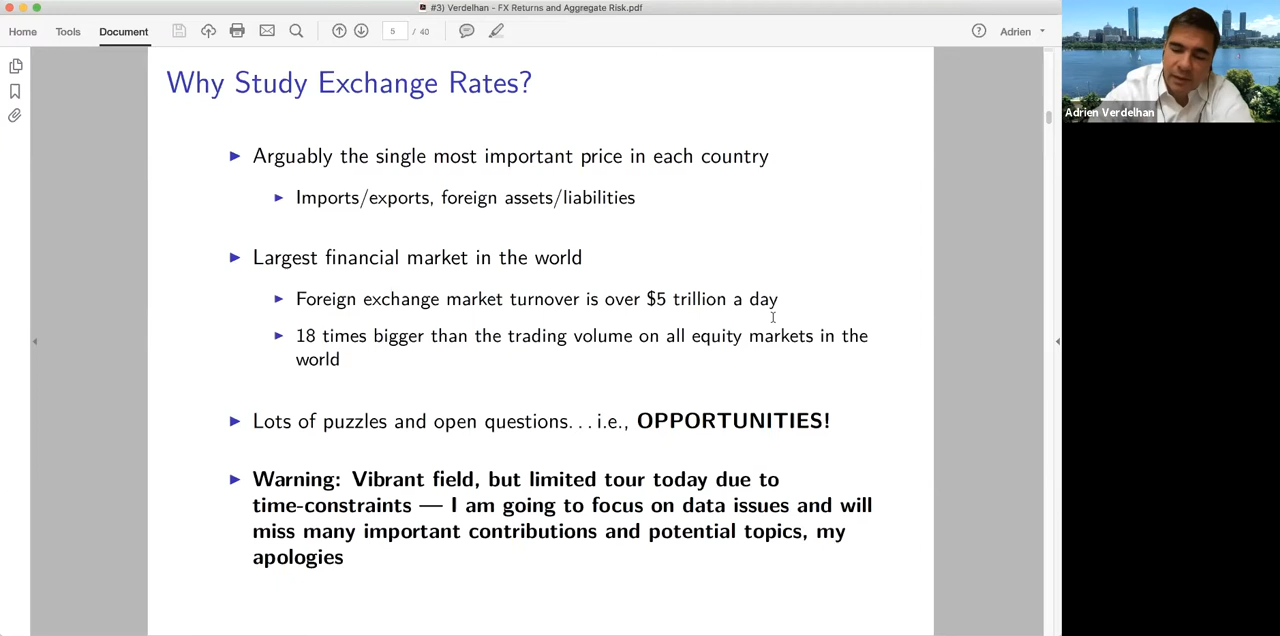 #3) Verdelhan - FX Returns and Aggregate Risk.pdf
Home Tools Document 5 / 40 Adrien
Why Study Exchange Rates?
Arguably the single most important price in each country
Imports/exports, foreign assets/liabilities
Largest financial market in the world
Foreign exchange market turnover is over $5 trillion a day
18 times bigger than the trading volume on all equity markets in the
world
Lots of puzzles and open questions. . . i.e., OPPORTUNITIES!
Warning: Vibrant field, but limited tour today due to
time-constraints — I am going to focus on data issues and will
miss many important contributions and potential topics, my
apologies
Adrien Verdelhan